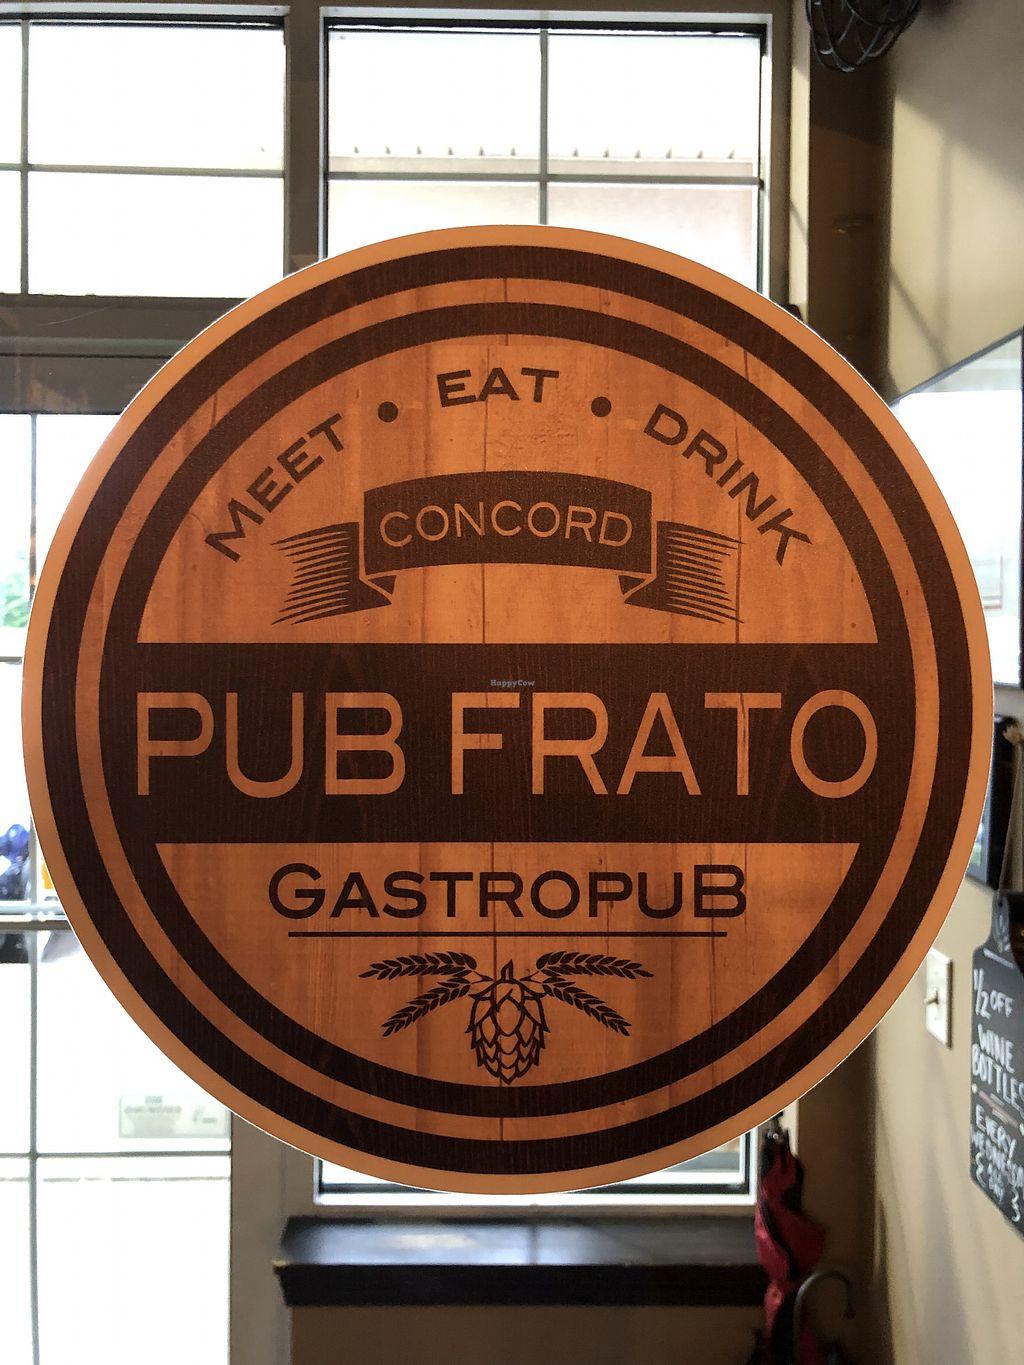 MEET • EAT • DRINK
CONCORD
PUB FRATO
HappyCow
GASTROPUB
1/2 OFF
WINE
BOTTLES
EVERY